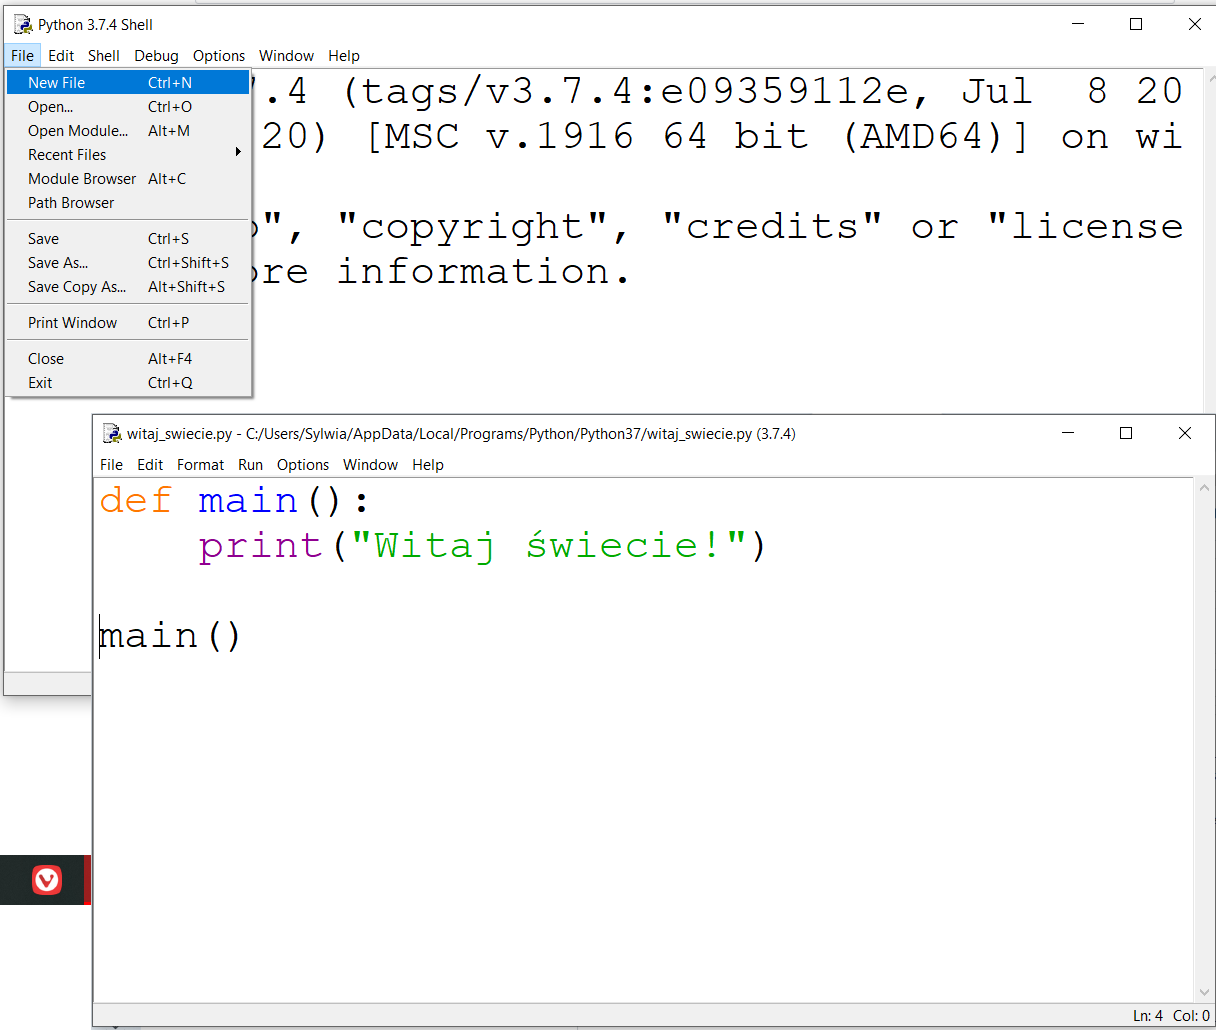 Python 3.7.4 Shell
File Edit Shell Debug Options Window Help
New File Ctrl+N
Open... Ctrl+O
Open Module... Alt+M
Recent Files
Module Browser Alt+C
Path Browser
Save Ctrl+S
Save As... Ctrl+Shift+S
Save Copy As... Alt+Shift+S
Print Window Ctrl+P
Close Alt+F4
Exit Ctrl+Q
.4 (tags/v3.7.4:e09359112e, Jul  8 20
20) [MSC v.1916 64 bit (AMD64)] on wi
", "copyright", "credits" or "license
re information.
witaj_swiecie.py - C:/Users/Sylwia/AppData/Local/Programs/Python/Python37/witaj_swiecie.py (3.7.4)
File Edit Format Run Options Window Help
def main():
    print("Witaj świecie!")
main()
Ln: 4 Col: 0